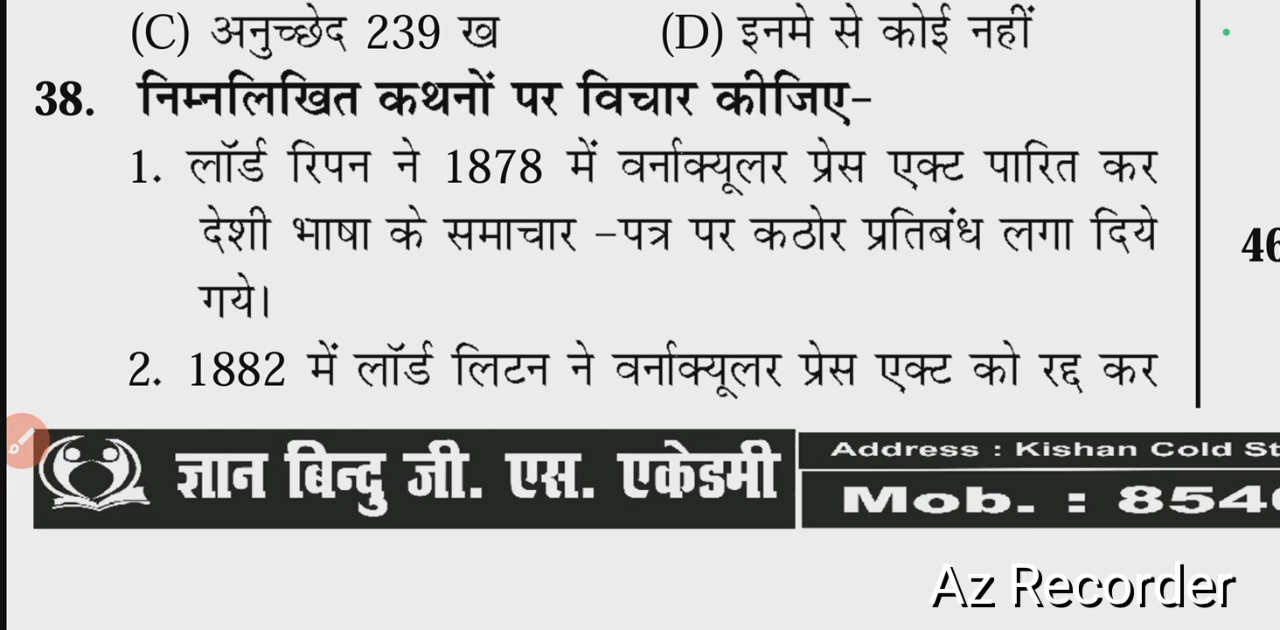 (C) अनुच्छेद 239 ख (D) इनमे से कोई नहीं
38. निम्नलिखित कथनों पर विचार कीजिए-
1. लॉर्ड रिपन ने 1878 में वर्नाक्यूलर प्रेस एक्ट पारित कर
देशी भाषा के समाचार -पत्र पर कठोर प्रतिबंध लगा दिये
गये।
46
2. 1882 में लॉर्ड लिटन ने वर्नाक्यूलर प्रेस एक्ट को रद्द कर
ज्ञान बिन्दु जी. एस. एकेडमी
Address : Kishan Cold St
Mob. : 854
Az Recorder